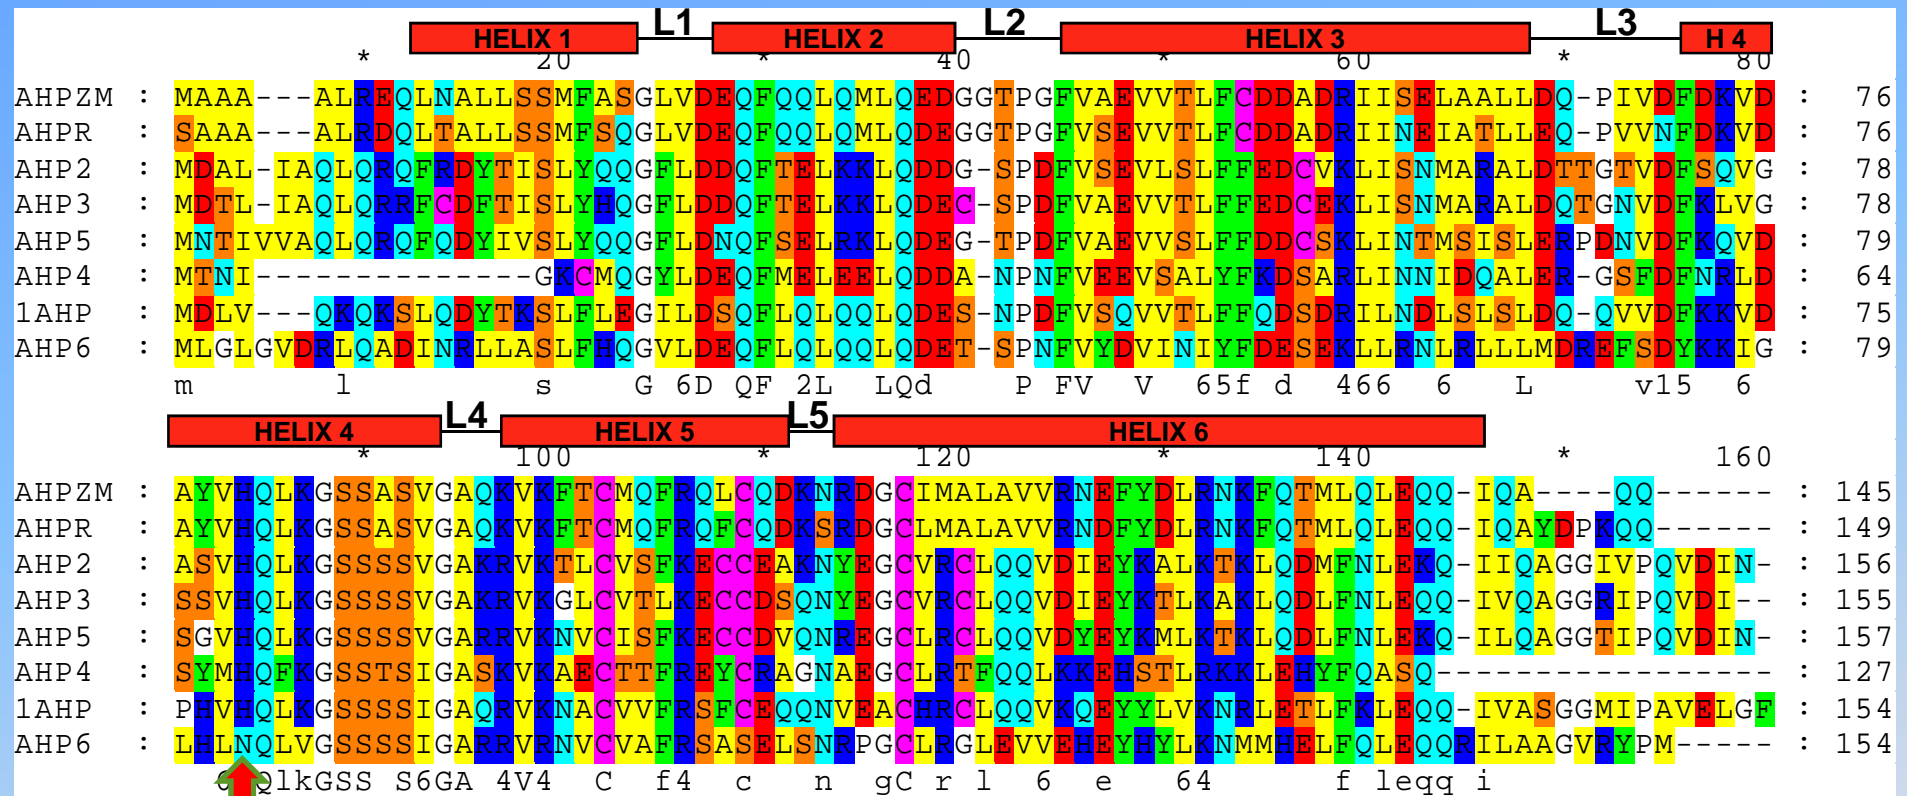 HELIX 1 L1 HELIX 2 L2 HELIX 3 L3 H 4
* 20 * 40 * 60 * 80
AHPZM : MAAA---ALREQLNALLSSMFASGLVDEQFQQLQMLQEDGGTPGFVAEVVTLFCDDADRIISELAALLDQ-PIVDFDKVD : 76
AHPR : SAAA---ALRDQLTALLSSMFSQGLVDEQFQQLQMLQDEGGTPGFVSEVVTLFCDDADRIINEIATLLEQ-PVVNFDKVD : 76
AHP2 : MDAL-IAQLQRQFRDYTISLYQQGFLDDQFTELKKLQDDG-SPDFVSEVLSLFFEDCVKLISNMARALDTTGTVDFSQVG : 78
AHP3 : MDTL-IAQLQRRFCDFTISLYHQGFLDDQFTELKKLQDEC-SPDFVAEVVTLFFEDCEKLISNMARALDQTGNVDFKLVG : 78
AHP5 : MNTIVVAQLQRQFQDYIVSLYQQGFLDNQFSELRKLQDEG-TPDFVAEVVSLFFDDCSKLINTMSISLERPDNVDFKQVD : 79
AHP4 : MTNI--------------GKCMQGYLDEQFMELEELQDDA-NPNFVEEVSALYFKDSARLINNIDQALER-GSFDFNRLD : 64
1AHP : MDLV---QKQKSLQDYTKSLFLEGILDSQFLQLQQLQDES-NPDFVSQVVTLFFQDSDRILNDLSLSLDQ-QVVDFKKVD : 75
AHP6 : MLGLGVDRLQADINRLLASLFHQGVLDEQFLQLQQLQDET-SPNFVYDVINIYFDESEKLLRNLRLLLMDREFSDYKKIG : 79
m l s G 6D QF 2L LQd P FV V 65f d 466 6 L v15 6
HELIX 4 L4 HELIX 5 L5 HELIX 6
* 100 * 120 * 140 * 160
AHPZM : AYVHQLKGSSASVGAQKVKFTCMQFRQLCQDKNRDGCIMALAVVRNEFYDLRNKFQTMLQLEQQ-IQA----QQ------ : 145
AHPR : AYVHQLKGSSASVGAQKVKFTCMQFRQFCQDKSRDGCLMALAVVRNDFYDLRNKFQTMLQLEQQ-IQAYDPKQQ------ : 149
AHP2 : ASVHQLKGSSSSVGAKRVKTLCVSFKECCEAKNYEGCVRCLQQVDIEYKALKTKLQDMFNLEKQ-IIQAGGIVPQVDIN- : 156
AHP3 : SSVHQLKGSSSSVGAKRVKGLCVTLKECCDSQNYEGCVRCLQQVDIEYKTLKAKLQDLFNLEQQ-IVQAGGRIPQVDI-- : 155
AHP5 : SGVHQLKGSSSSVGARRVKNVCISFKECCDVQNREGCLRCLQQVDYEYKMLKTKLQDLFNLEKQ-ILQAGGTIPQVDIN- : 157
AHP4 : SYMHQFKGSSTSIGASKVKAECTTFREYCRAGNAEGCLRTFQQLKKEHSTLRKKLEHYFQASQ----------------- : 127
1AHP : PHVHQLKGSSSSIGAQRVKNACVVFRSFCEQQNVEACHRCLQQVKQEYYLVKNRLETLFKLEQQ-IVASGGMIPAVELGF : 154
AHP6 : LHLNQLVGSSSSIGARRVRNVCVAFRSASELSNRPGCLRGLEVVEHEYHYLKNMMHELFQLEQQRILAAGVRYPM----- : 154
6 QlkGSS S6GA 4V4 C f4 c n gC r l 6 e 64 f leqq i